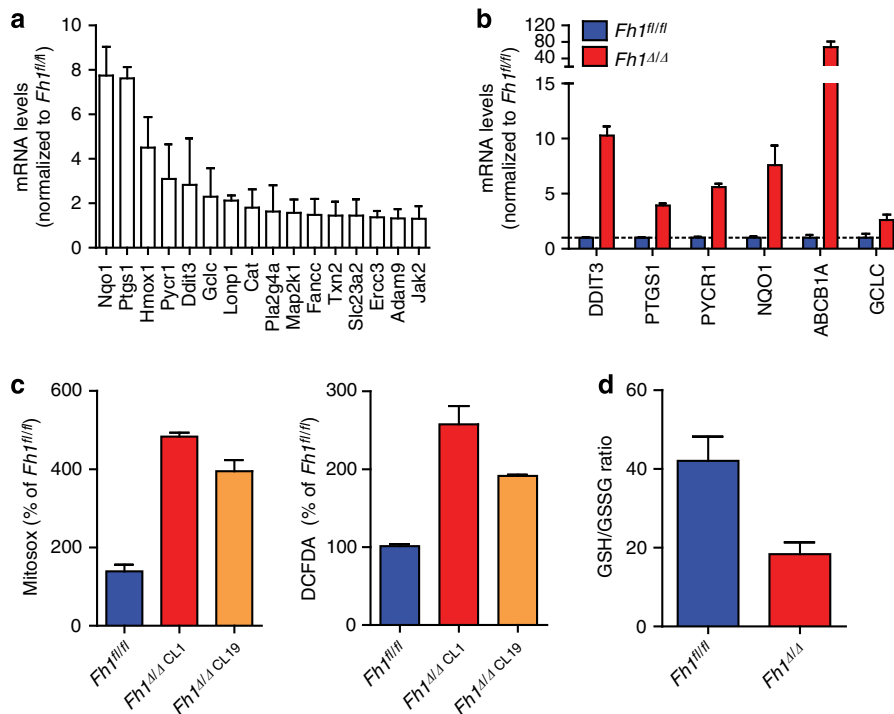 a
mRNA levels
(normalized to Fh1fl/fl)
10
8
6
4
2
0
Nqo1
Ptgs1
Hmox1
Pycr1
Ddit3
Gclc
Lonp1
Cat
Pla2g4a
Map2k1
Fancc
Txn2
Slc23a2
Ercc3
Adam9
Jak2
b
mRNA levels
(normalized to Fh1fl/fl)
120
80
40
15
10
5
0
Fh1fl/fl
Fh1Δ/Δ
DDIT3
PTGS1
PYCR1
NQO1
ABCB1A
GCLC
c
Mitosox (% of Fh1fl/fl)
600
400
200
0
Fh1fl/fl
Fh1Δ/Δ CL1
Fh1Δ/Δ CL19
DCFDA (% of Fh1fl/fl)
300
200
100
0
Fh1fl/fl
Fh1Δ/Δ CL1
Fh1Δ/Δ CL19
d
GSH/GSSG ratio
60
40
20
0
Fh1fl/fl
Fh1Δ/Δ